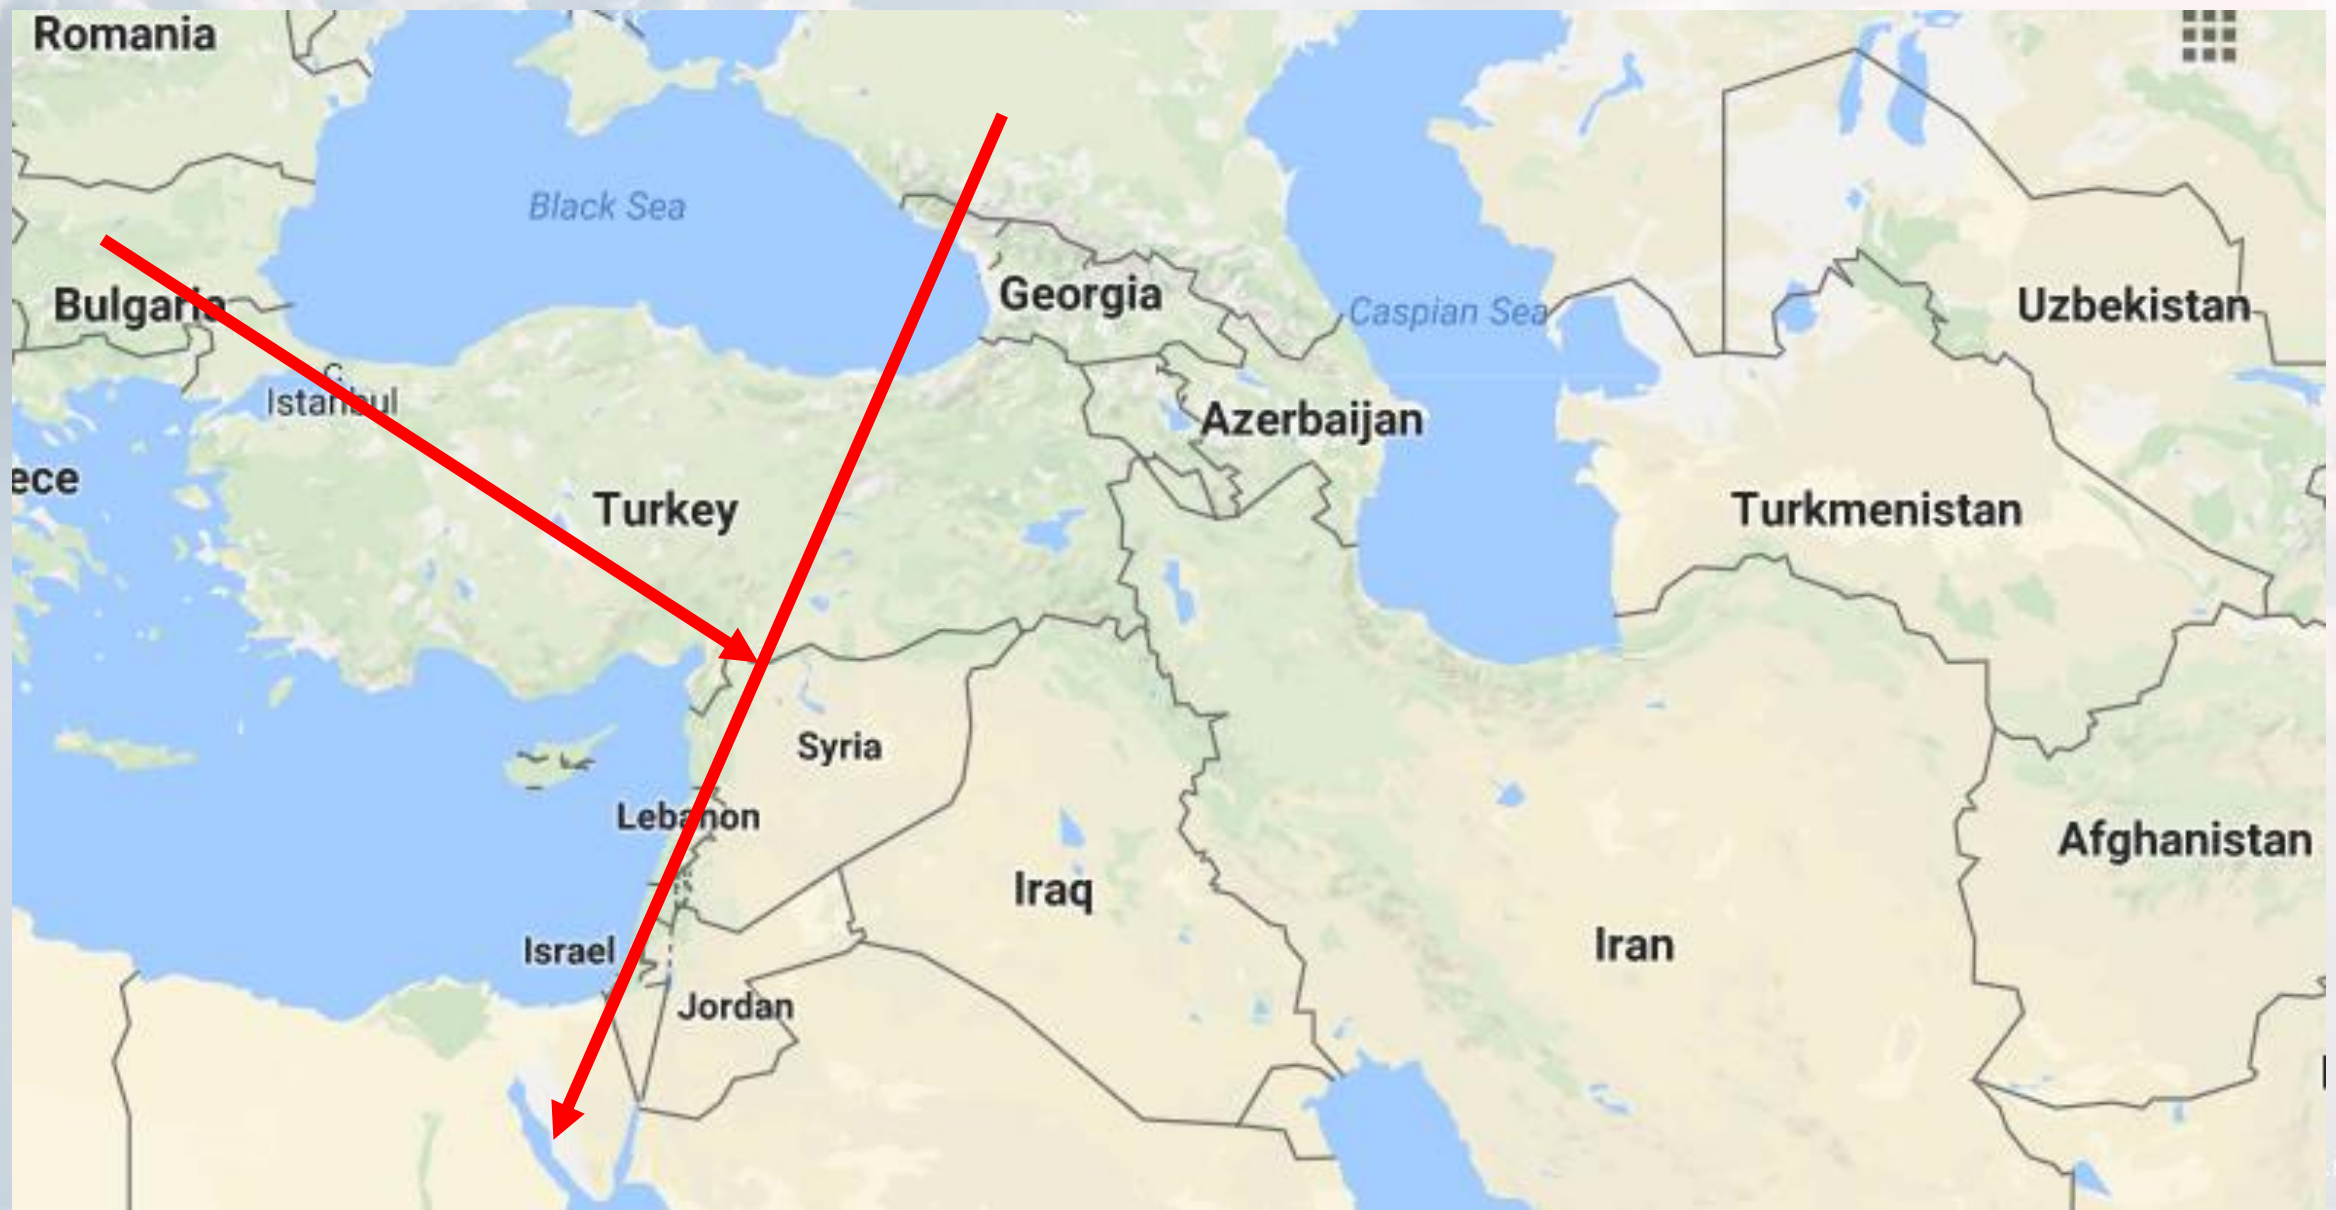 Romania
Black Sea
Georgia
Caspian Sea
Uzbekistan
Bulgaria
Istanbul
Azerbaijan
ece
Turkey
Turkmenistan
Syria
Lebanon
Afghanistan
Iraq
Iran
Israel
Jordan